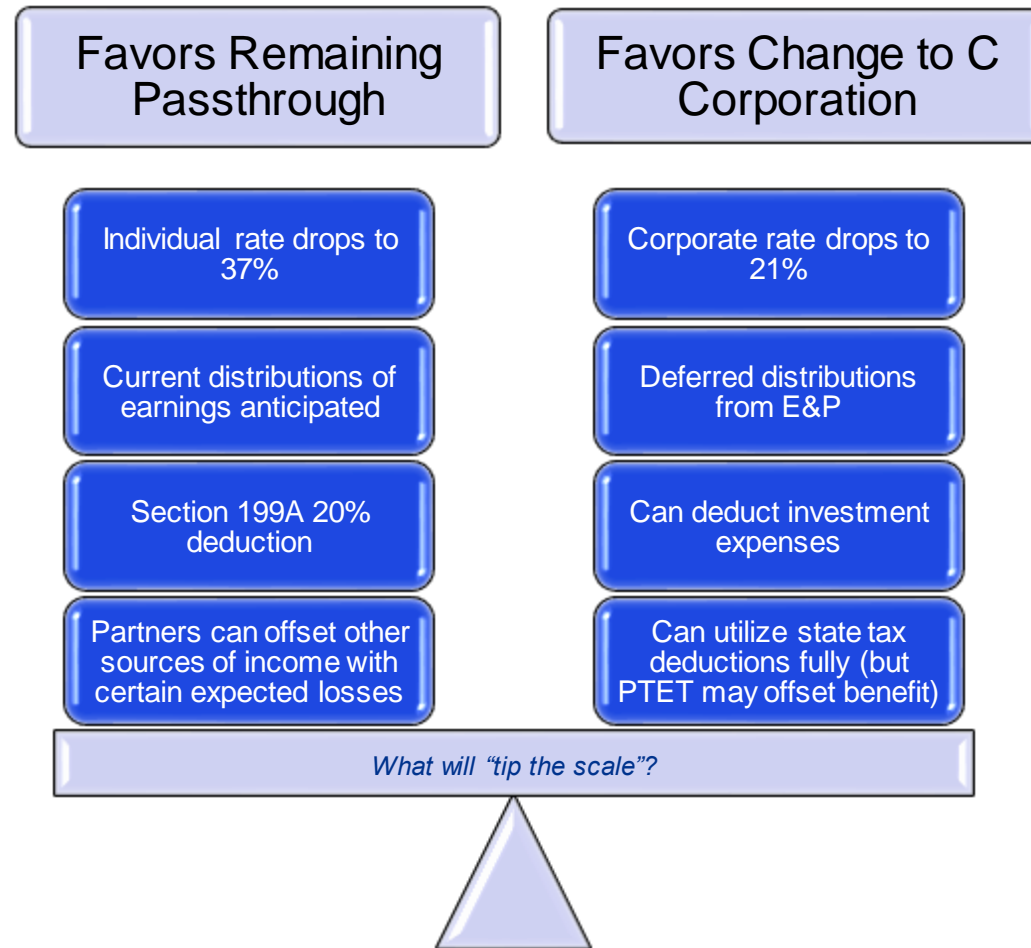 Favors Remaining
Passthrough
Favors Change to C
Corporation
Individual rate drops to
37%
Current distributions of
earnings anticipated
Section 199A 20%
deduction
Partners can offset other
sources of income with
certain expected losses
Corporate rate drops to
21%
Deferred distributions
from E&P
Can deduct investment
expenses
Can utilize state tax
deductions fully (but
PTET may offset benefit)
What will “tip the scale”?